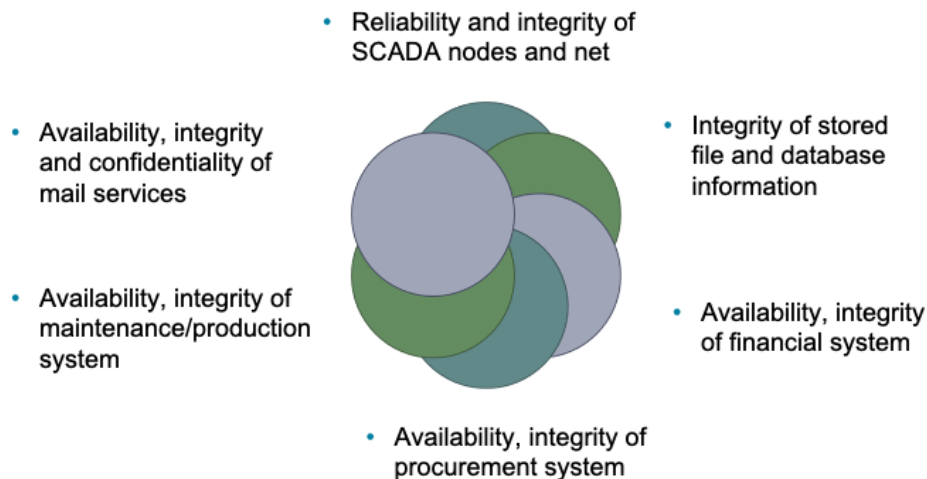 • Reliability and integrity of
SCADA nodes and net
• Availability, integrity
and confidentiality of
mail services
• Integrity of stored
file and database
information
• Availability, integrity of
maintenance/production
system
• Availability, integrity
of financial system
• Availability, integrity of
procurement system